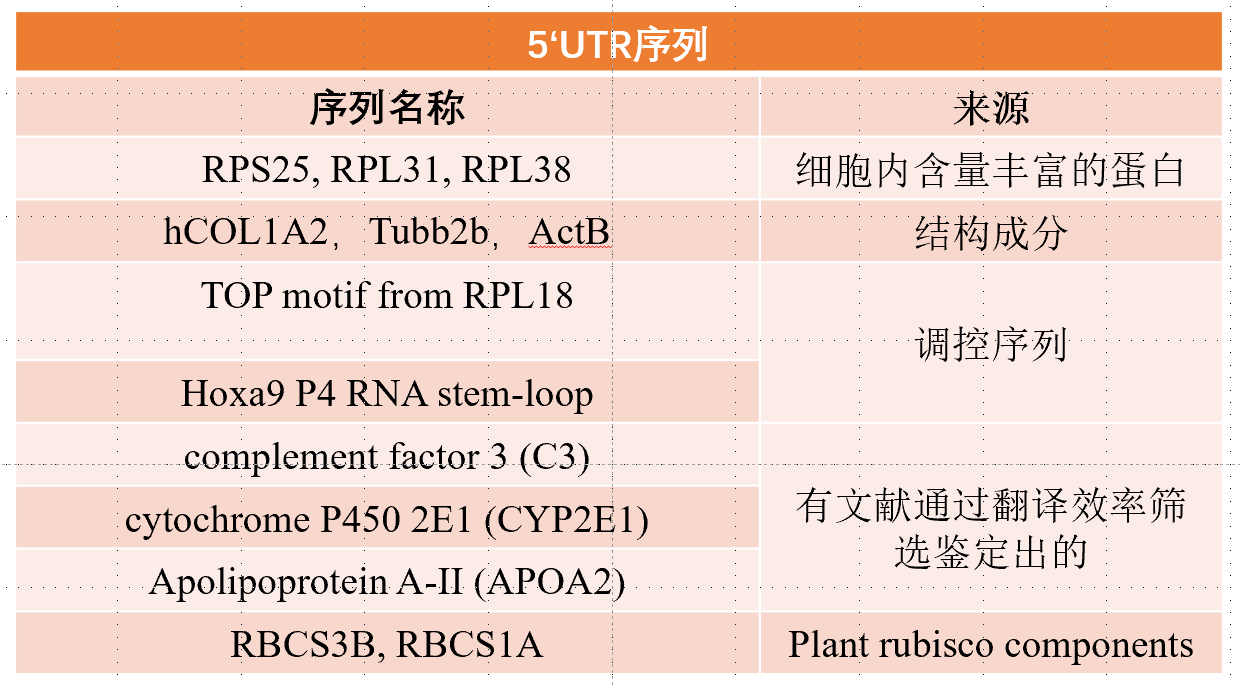 5‘UTR序列
序列名称 来源
RPS25, RPL31, RPL38 细胞内含量丰富的蛋白
hCOL1A2， Tubb2b， ActB 结构成分
TOP motif from RPL18
调控序列
Hoxa9 P4 RNA stem-loop
complement factor 3 (C3)
有文献通过翻译效率筛
选鉴定出的
cytochrome P450 2E1 (CYP2E1)
Apolipoprotein A-II (APOA2)
RBCS3B, RBCS1A Plant rubisco components